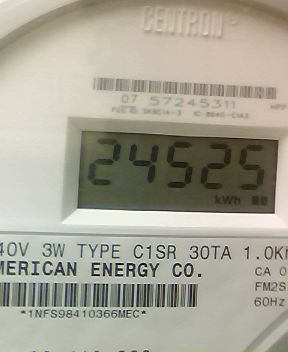 CENTRON
07 57245311
24525
kWh
40V 3W TYPE C1SR 30TA 1.0K
MERICAN ENERGY CO.
CA 0
FM2S
60Hz
*1NFS98410366MEC*